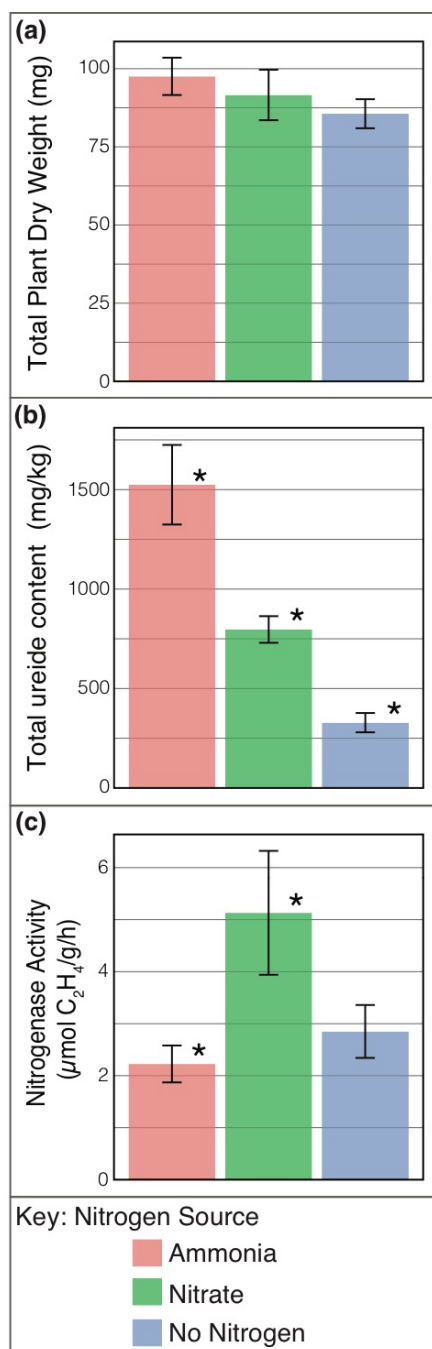 (a)
Total Plant Dry Weight (mg)
100
75
50
25
0
(b)
Total ureide content (mg/kg)
1500
*
1000
*
500
*
0
(c)
Nitrogenase Activity
(µmol C₂H₄/g/h)
6
*
4
*
2
0
Key: Nitrogen Source
Ammonia
Nitrate
No Nitrogen